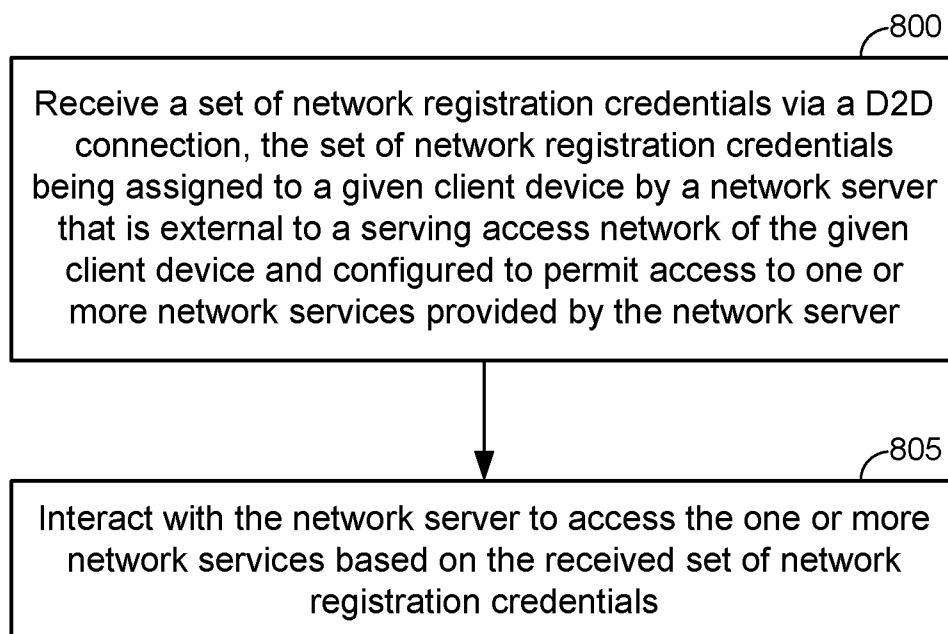 800
Receive a set of network registration credentials via a D2D
connection, the set of network registration credentials
being assigned to a given client device by a network server
that is external to a serving access network of the given
client device and configured to permit access to one or
more network services provided by the network server
805
Interact with the network server to access the one or more
network services based on the received set of network
registration credentials